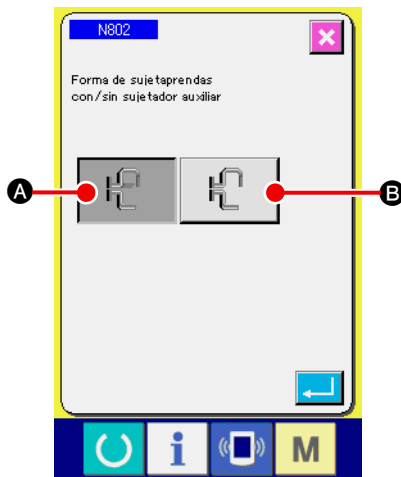 N802
Forma de sujetaprendas
con/sin sujetador auxiliar
A
B
i
M